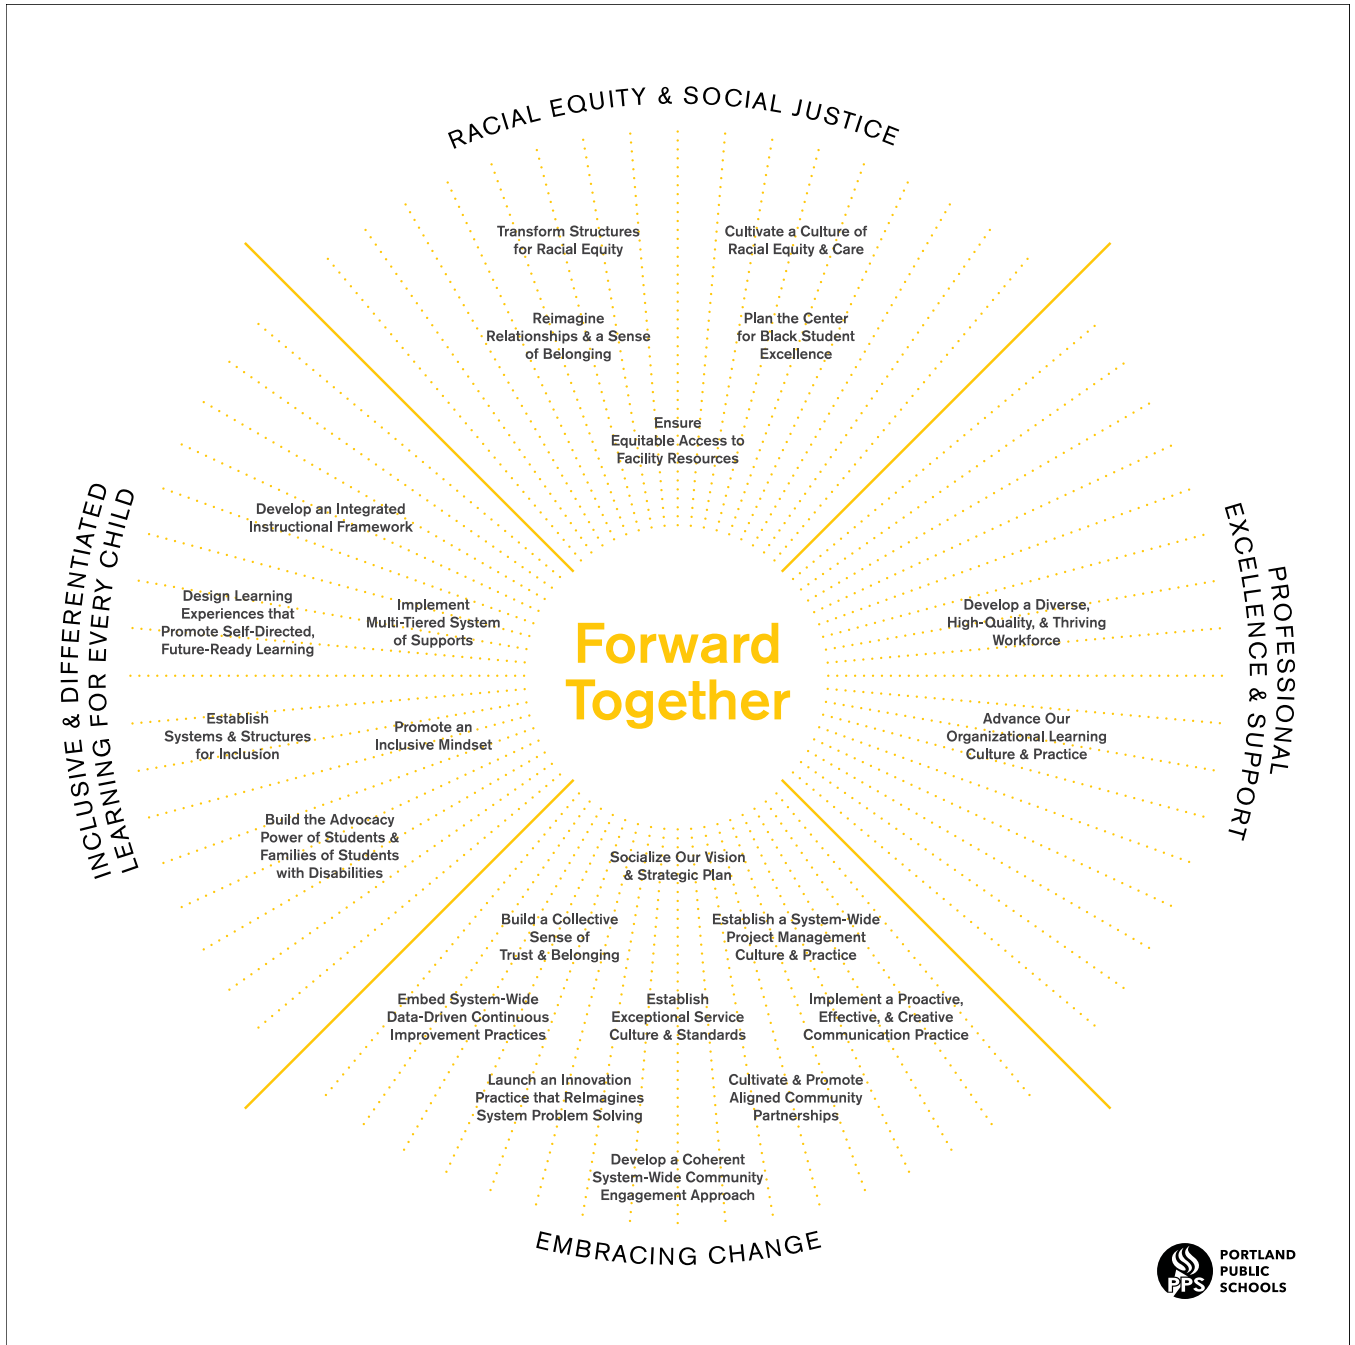 RACIAL EQUITY & SOCIAL JUSTICE
Transform Structures
for Racial Equity
Cultivate a Culture of
Racial Equity & Care
Reimagine
Relationships & a Sense
of Belonging
Plan the Center
for Black Student
Excellence
Ensure
Equitable Access to
Facility Resources
INCLUSIVE & DIFFERENTIATED
LEARNING FOR EVERY CHILD
Develop an Integrated
Instructional Framework
Design Learning
Experiences that
Promote Self-Directed,
Future-Ready Learning
Implement
Multi-Tiered System
of Supports
Establish
Systems & Structures
for Inclusion
Promote an
Inclusive Mindset
Build the Advocacy
Power of Students &
Families of Students
with Disabilities
Forward
Together
PROFESSIONAL
EXCELLENCE & SUPPORT
Develop a Diverse,
High-Quality, & Thriving
Workforce
Advance Our
Organizational Learning
Culture & Practice
Socialize Our Vision
& Strategic Plan
Build a Collective
Sense of
Trust & Belonging
Establish a System-Wide
Project Management
Culture & Practice
Embed System-Wide
Data-Driven Continuous
Improvement Practices
Establish
Exceptional Service
Culture & Standards
Implement a Proactive,
Effective, & Creative
Communication Practice
Launch an Innovation
Practice that ReImagines
System Problem Solving
Cultivate & Promote
Aligned Community
Partnerships
Develop a Coherent
System-Wide Community
Engagement Approach
EMBRACING CHANGE
PPS
PORTLAND
PUBLIC
SCHOOLS